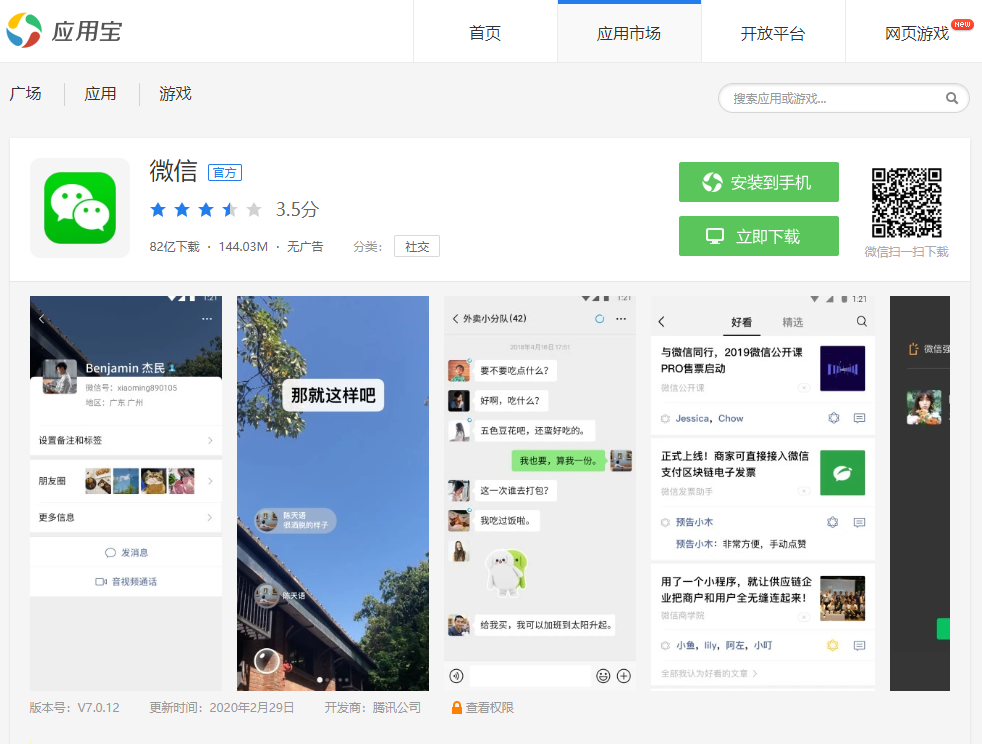 应用宝
首页
应用市场
开放平台
网页游戏
NEW
广场
应用
游戏
搜索应用或游戏...
微信 官方
3.5分
82亿下载 · 144.03M · 无广告 分类: 社交
安装到手机
立即下载
微信扫一扫下载
1:21
Benjamin 杰民
微信号: xiaoming890105
地区: 广东 广州
设置备注和标签
朋友圈
更多信息
发消息
音视频通话
那就这样吧
陈天语
很洒脱的样子
陈天语
1:21
外卖小分队(42)
要不要吃点什么?
好啊,吃什么?
五色豆花吧,还蛮好吃的。
我也要,算我一份。
这一次谁去打包?
我吃过饭啦。
给我买,我可以加班到太阳升起。
1:21
好看
精选
与微信同行,2019微信公开课
PRO售票启动
微信公开课
Jessica,Chow
正式上线!商家可直接接入微信
支付区块链电子发票
微信发票助手
预告小木
预告小木: 非常方便,手动点赞
用了一个小程序,就让供应链企
业把商户和用户全无缝连起来!
微信商学院
小鱼,lily,阿左,小叮
全部我认为好看的文章
微信强
版本号: V7.0.12
更新时间: 2020年2月29日
开发商: 腾讯公司
查看权限